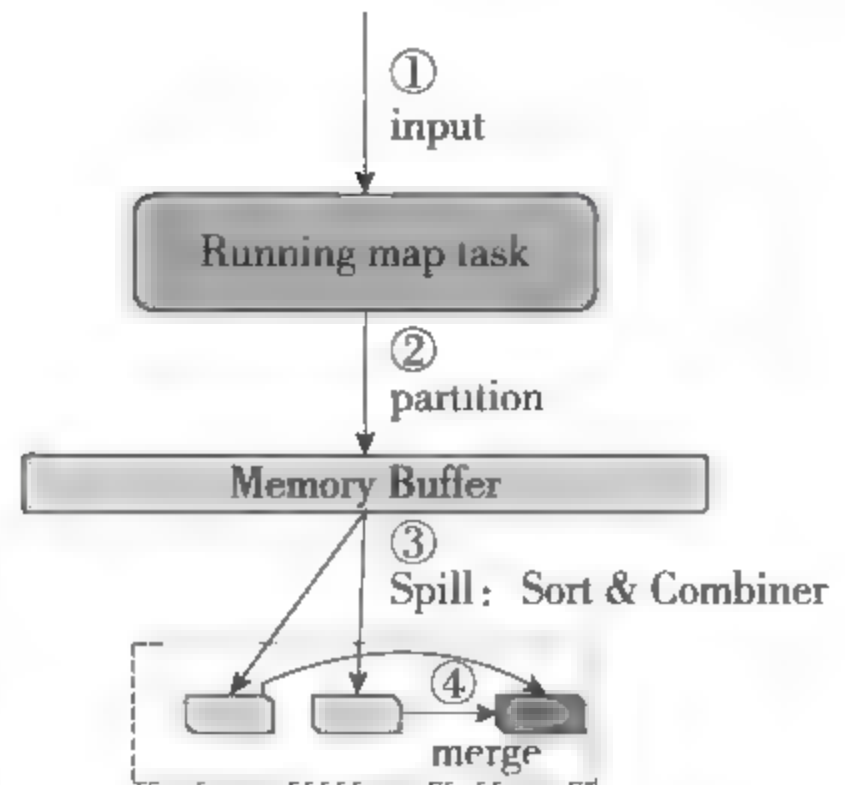 ①
input
Running map task
②
partition
Memory Buffer
③
Spill: Sort & Combiner
④
merge